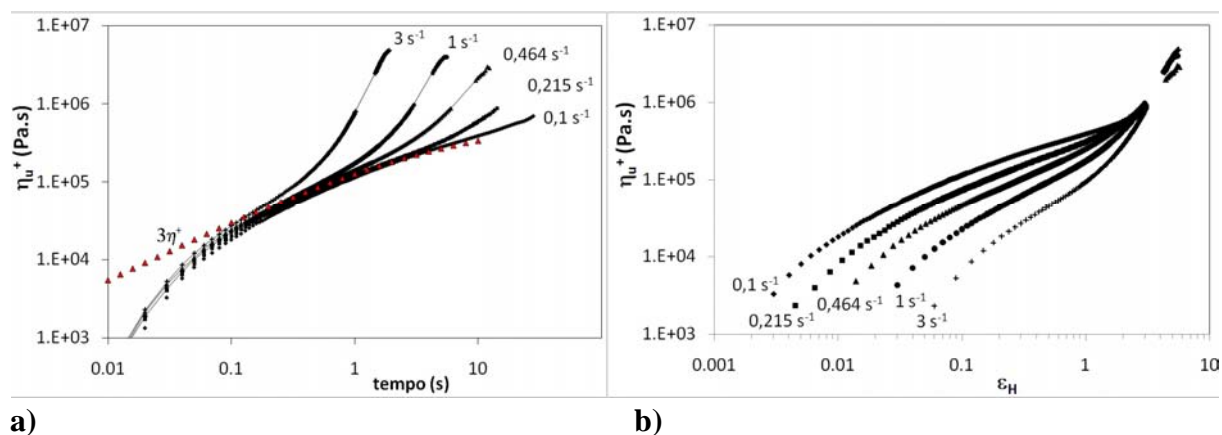 1.E+07
1.E+06
1.E+05
1.E+04
1.E+03
ηu+ (Pa.s)
3 s-1
1 s-1
0,464 s-1
0,215 s-1
0,1 s-1
3η+
0.01 0.1 1 10
tempo (s)
a)
1.E+07
1.E+06
1.E+05
1.E+04
1.E+03
ηu+ (Pa.s)
0,1 s-1
0,215 s-1
0,464 s-1
1 s-1
3 s-1
0.001 0.01 0.1 1 10
εH
b)